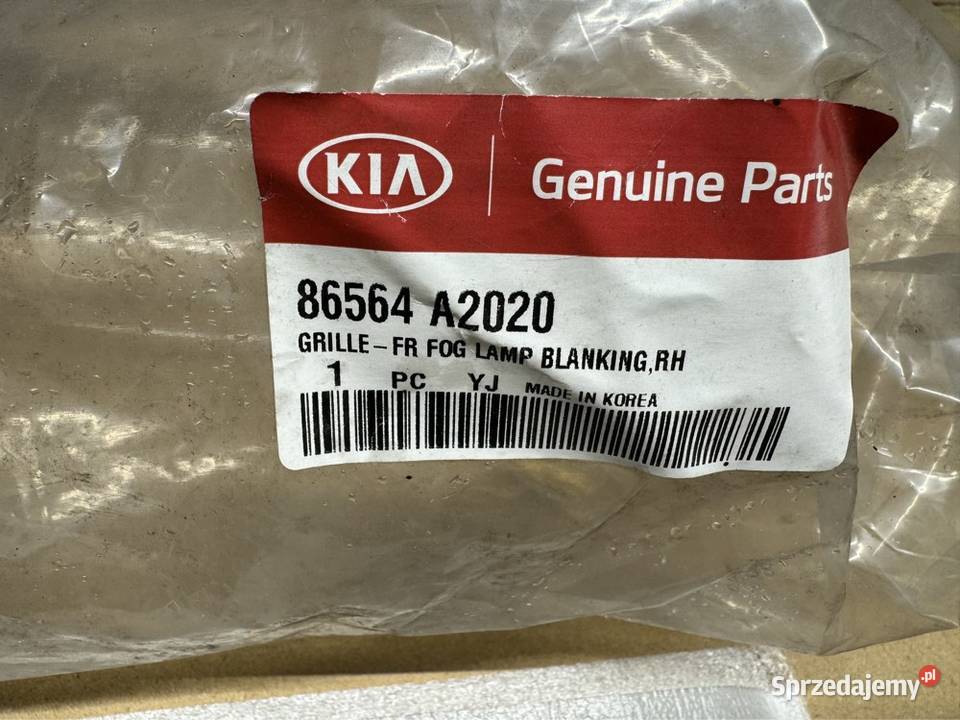 KIA Genuine Parts
86564 A2020
GRILLE-FR FOG LAMP BLANKING,RH
1 PC YJ MADE IN KOREA
Sprzedajemy.pl